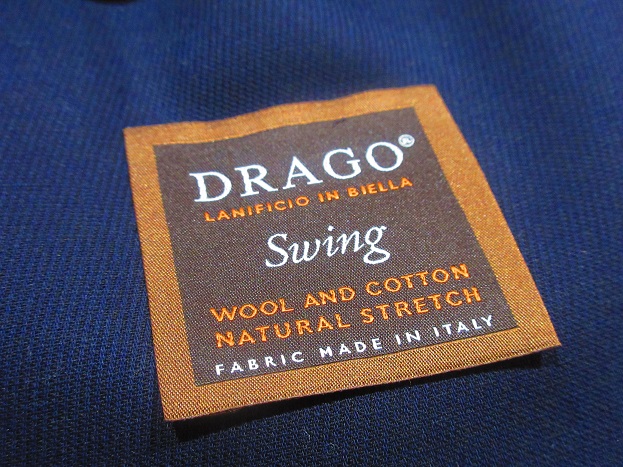 DRAGO®
LANIFICIO IN BIELLA
Swing
WOOL AND COTTON
NATURAL STRETCH
FABRIC MADE IN ITALY